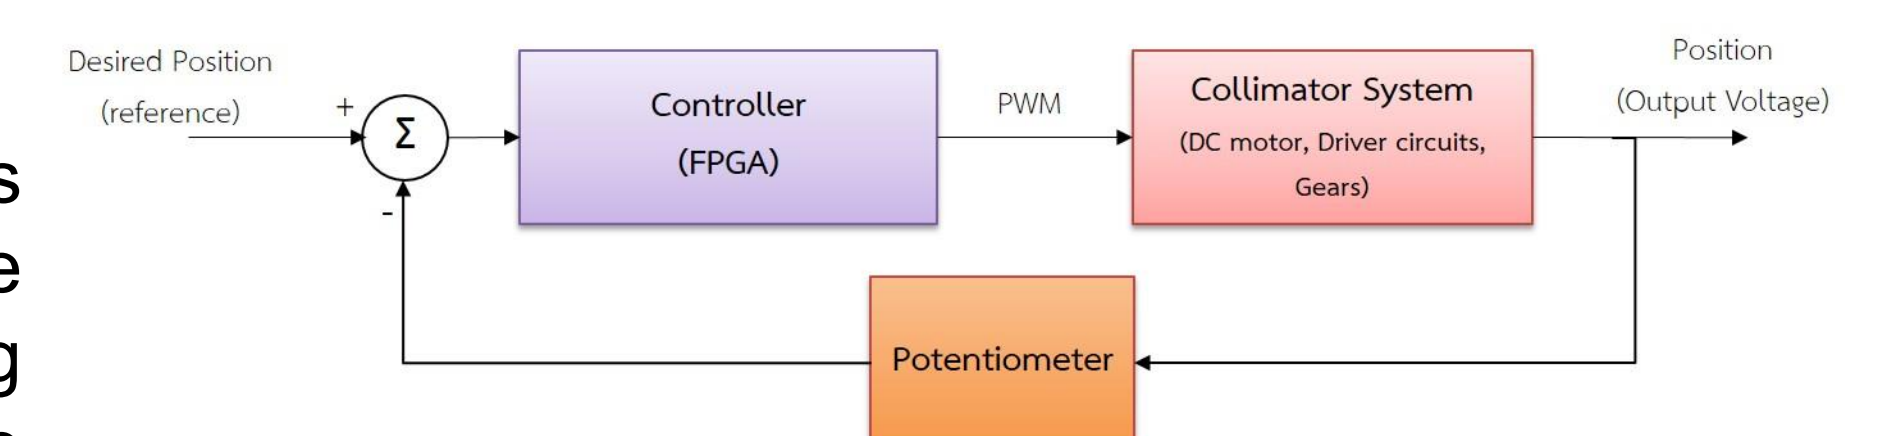 Desired Position
(reference)
+
Σ
-
Controller
(FPGA)
PWM
Collimator System
(DC motor, Driver circuits,
Gears)
Position
(Output Voltage)
Potentiometer
s
e
g